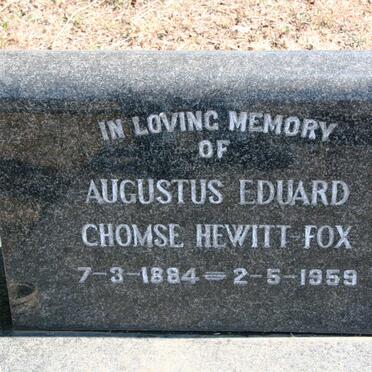 IN LOVING MEMORY
OF
AUGUSTUS EDUARD
CHOMSE HEWITT-FOX
7-3-1884 = 2-5-1959